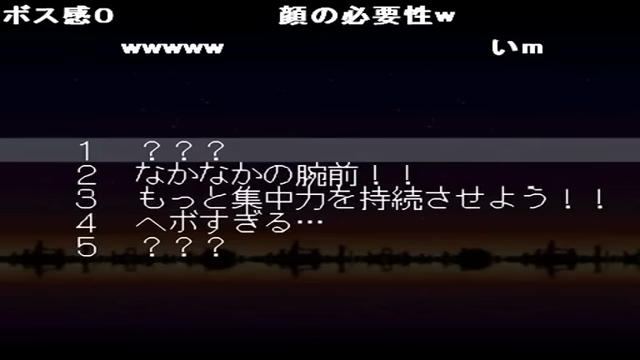 ボス感0 顔の必要性w
wwwww いm
1 ？？？
2 なかなかの腕前！！
3 もっと集中力を持続させよう！！
4 ヘボすぎる…
5 ？？？